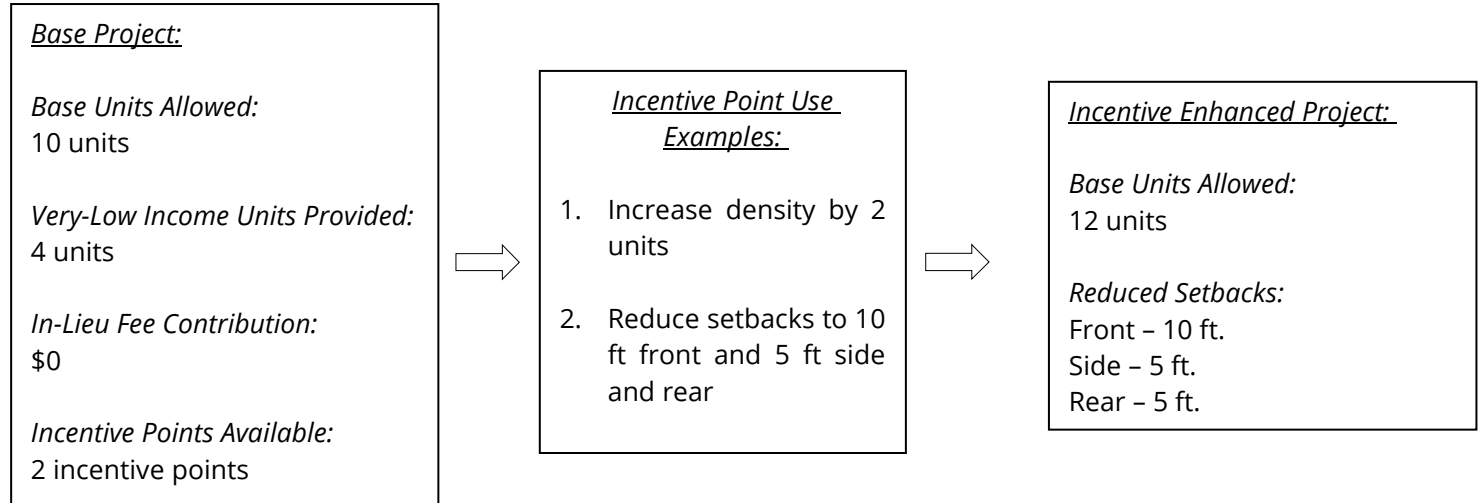 Base Project:
Base Units Allowed:
10 units
Very-Low Income Units Provided:
4 units
In-Lieu Fee Contribution:
$0
Incentive Points Available:
2 incentive points
Incentive Point Use
Examples:
1. Increase density by 2
units
2. Reduce setbacks to 10
ft front and 5 ft side
and rear
Incentive Enhanced Project:
Base Units Allowed:
12 units
Reduced Setbacks:
Front – 10 ft.
Side – 5 ft.
Rear – 5 ft.